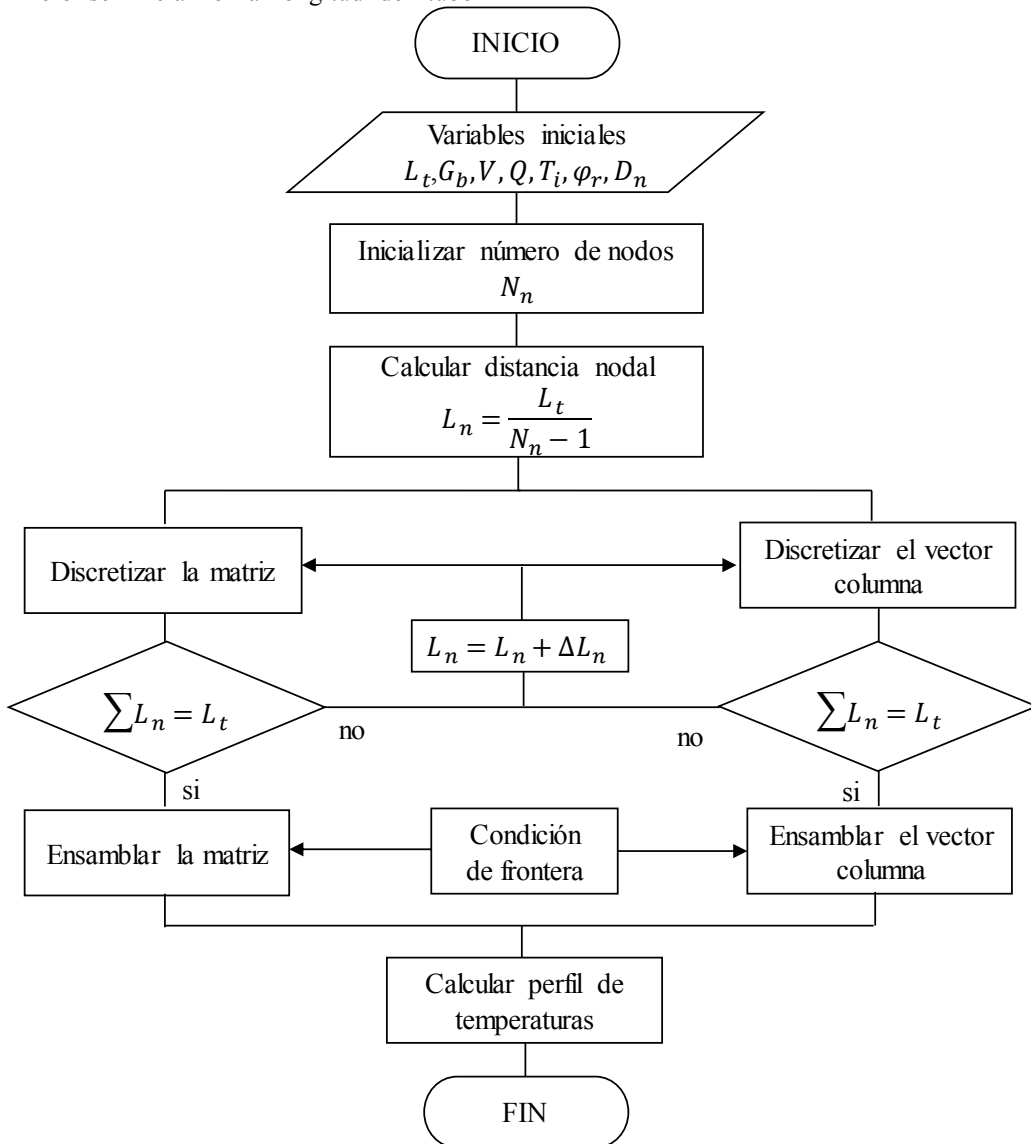 INICIO
Variables iniciales
L_t, G_b, V, Q, T_i, φ_r, D_n
Inicializar número de nodos
N_n
Calcular distancia nodal
L_n = L_t / (N_n − 1)
Discretizar la matriz
Discretizar el vector
columna
L_n = L_n + ΔL_n
∑L_n = L_t
∑L_n = L_t
no
no
si
si
Ensamblar la matriz
Condición
de frontera
Ensamblar el vector
columna
Calcular perfil de
temperaturas
FIN